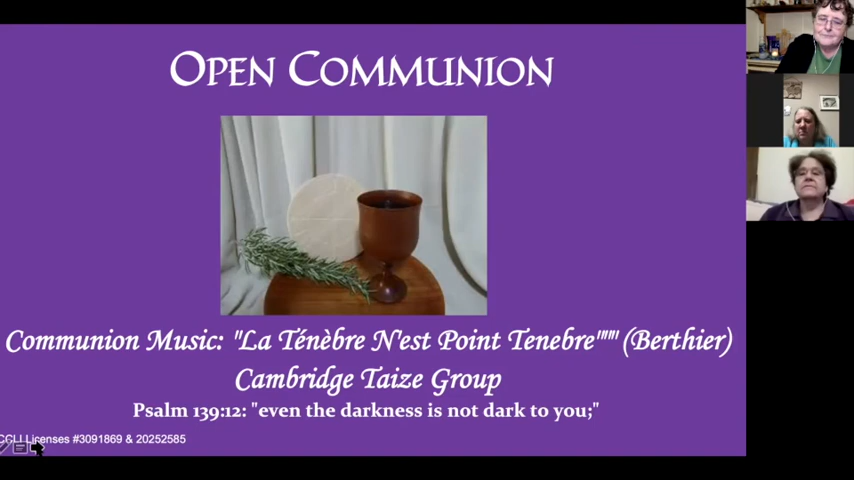 OPEN COMMUNION
Communion Music: "La Ténèbre N'est Point Tenebre""" (Berthier)
Cambridge Taize Group
Psalm 139:12: "even the darkness is not dark to you;"
CCLI Licenses #3091869 & 20252585